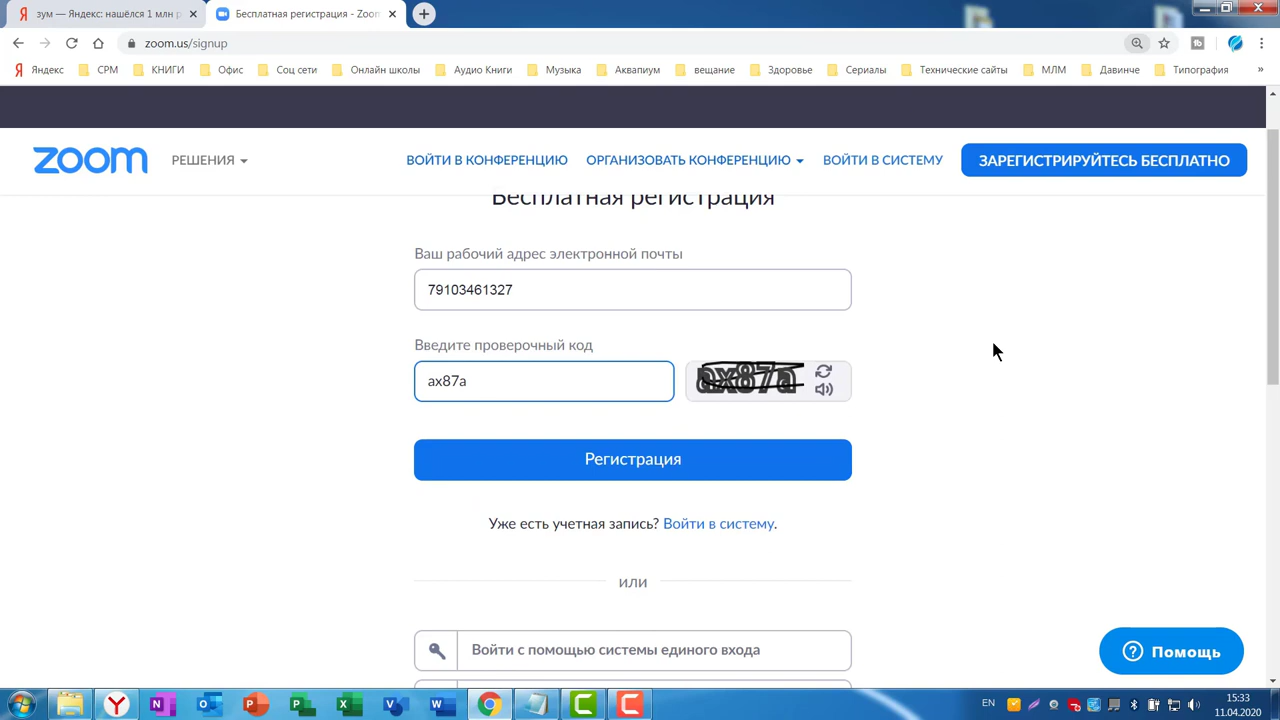 зум — Яндекс: нашёлся 1 млн р
Бесплатная регистрация - Zoom
zoom.us/signup
Яндекс
СРМ
КНИГИ
Офис
Соц сети
Онлайн школы
Аудио Книги
Музыка
Аквапиум
вещание
Здоровье
Сериалы
Технические сайты
МЛМ
Давинче
Типография
»
zoom
РЕШЕНИЯ
ВОЙТИ В КОНФЕРЕНЦИЮ
ОРГАНИЗОВАТЬ КОНФЕРЕНЦИЮ
ВОЙТИ В СИСТЕМУ
ЗАРЕГИСТРИРУЙТЕСЬ БЕСПЛАТНО
Бесплатная регистрация
Ваш рабочий адрес электронной почты
79103461327
Введите проверочный код
ax87a
ax87a
Регистрация
Уже есть учетная запись? Войти в систему.
или
Войти с помощью системы единого входа
Помощь
EN
15:33
11.04.2020